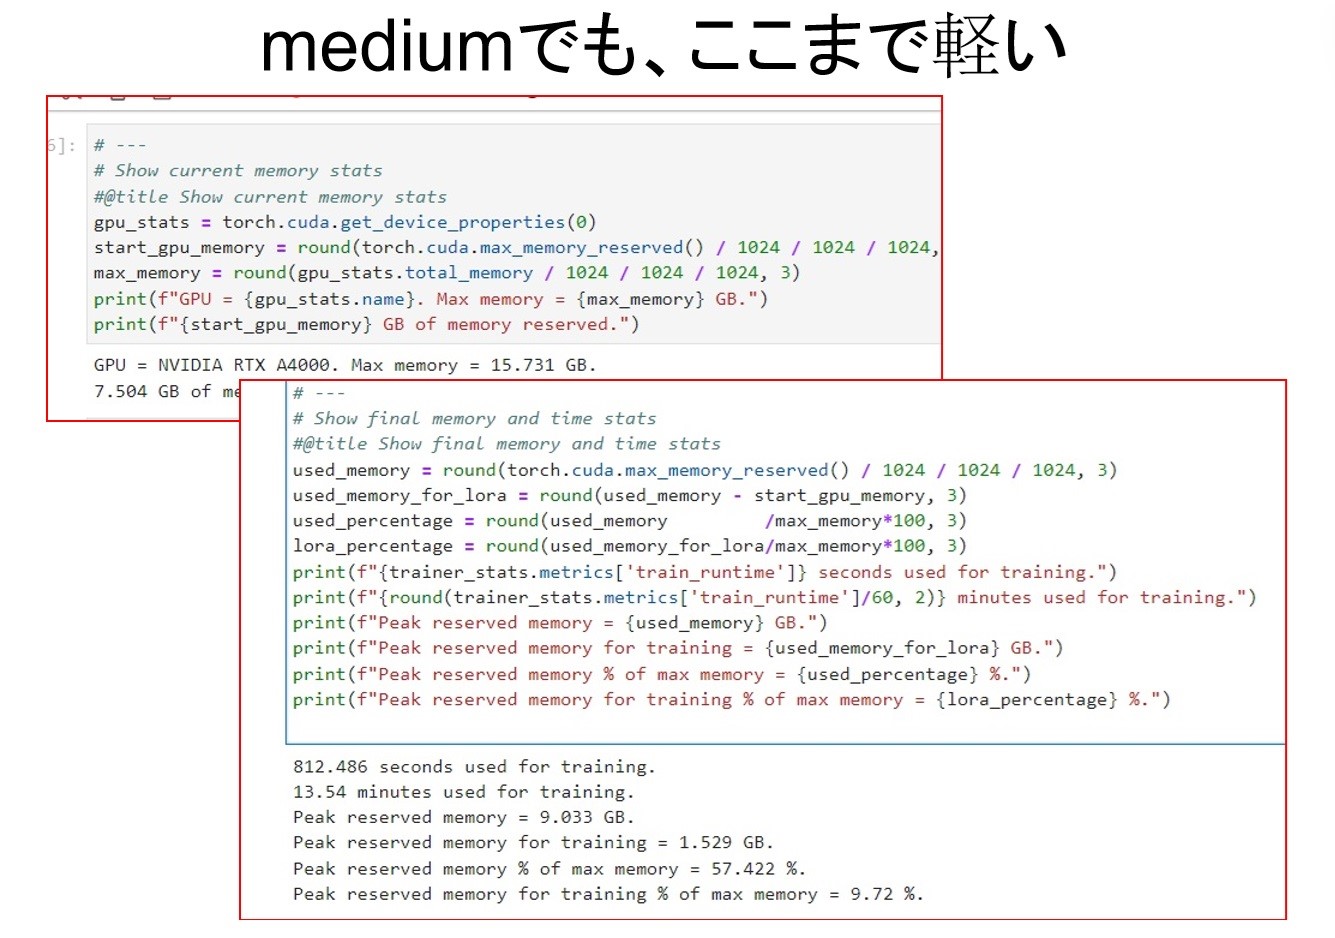 mediumでも、ここまで軽い
6]:
# ---
# Show current memory stats
#@title Show current memory stats
gpu_stats = torch.cuda.get_device_properties(0)
start_gpu_memory = round(torch.cuda.max_memory_reserved() / 1024 / 1024 / 1024,
max_memory = round(gpu_stats.total_memory / 1024 / 1024 / 1024, 3)
print(f"GPU = {gpu_stats.name}. Max memory = {max_memory} GB.")
print(f"{start_gpu_memory} GB of memory reserved.")
GPU = NVIDIA RTX A4000. Max memory = 15.731 GB.
7.504 GB of
# ---
# Show final memory and time stats
#@title Show final memory and time stats
used_memory = round(torch.cuda.max_memory_reserved() / 1024 / 1024 / 1024, 3)
used_memory_for_lora = round(used_memory - start_gpu_memory, 3)
used_percentage = round(used_memory         /max_memory*100, 3)
lora_percentage = round(used_memory_for_lora/max_memory*100, 3)
print(f"{trainer_stats.metrics['train_runtime']} seconds used for training.")
print(f"{round(trainer_stats.metrics['train_runtime']/60, 2)} minutes used for training.")
print(f"Peak reserved memory = {used_memory} GB.")
print(f"Peak reserved memory for training = {used_memory_for_lora} GB.")
print(f"Peak reserved memory % of max memory = {used_percentage} %.")
print(f"Peak reserved memory for training % of max memory = {lora_percentage} %.")
812.486 seconds used for training.
13.54 minutes used for training.
Peak reserved memory = 9.033 GB.
Peak reserved memory for training = 1.529 GB.
Peak reserved memory % of max memory = 57.422 %.
Peak reserved memory for training % of max memory = 9.72 %.